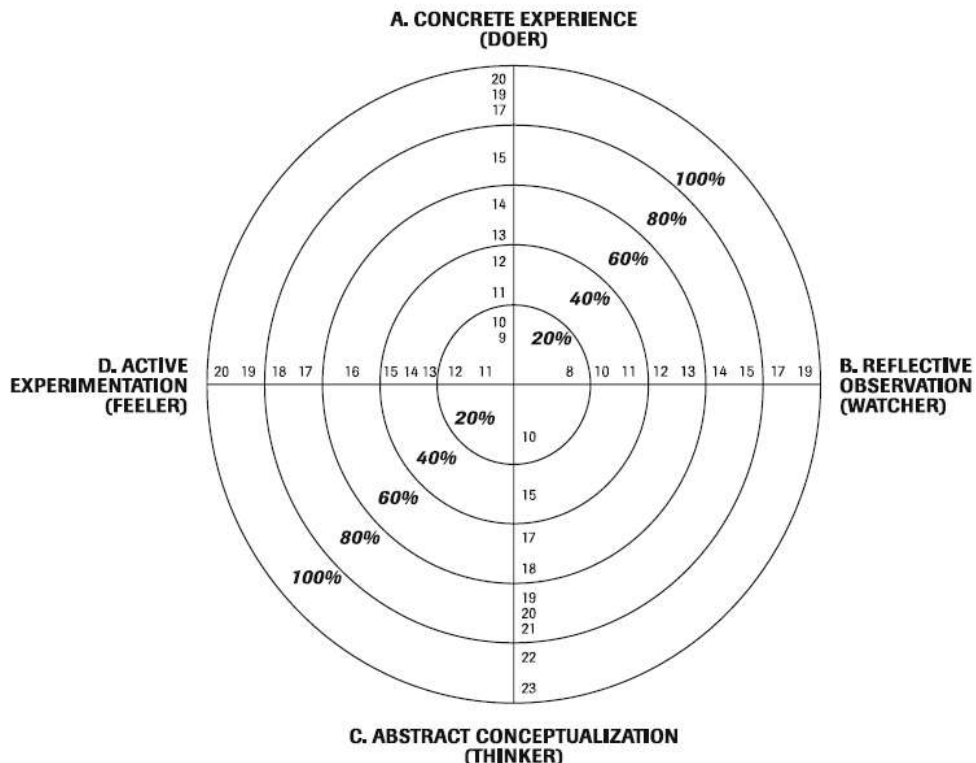 A. CONCRETE EXPERIENCE
(DOER)
20
19
17
15
14
13
12
11
10
9
100%
80%
60%
40%
20%
D. ACTIVE
EXPERIMENTATION
(FEELER)
20 19 18 17 16 15 14 13 12 11 8 10 11 12 13 14 15 17 19
B. REFLECTIVE
OBSERVATION
(WATCHER)
20%
40%
60%
80%
100%
10
15
17
18
19
20
21
22
23
C. ABSTRACT CONCEPTUALIZATION
(THINKER)